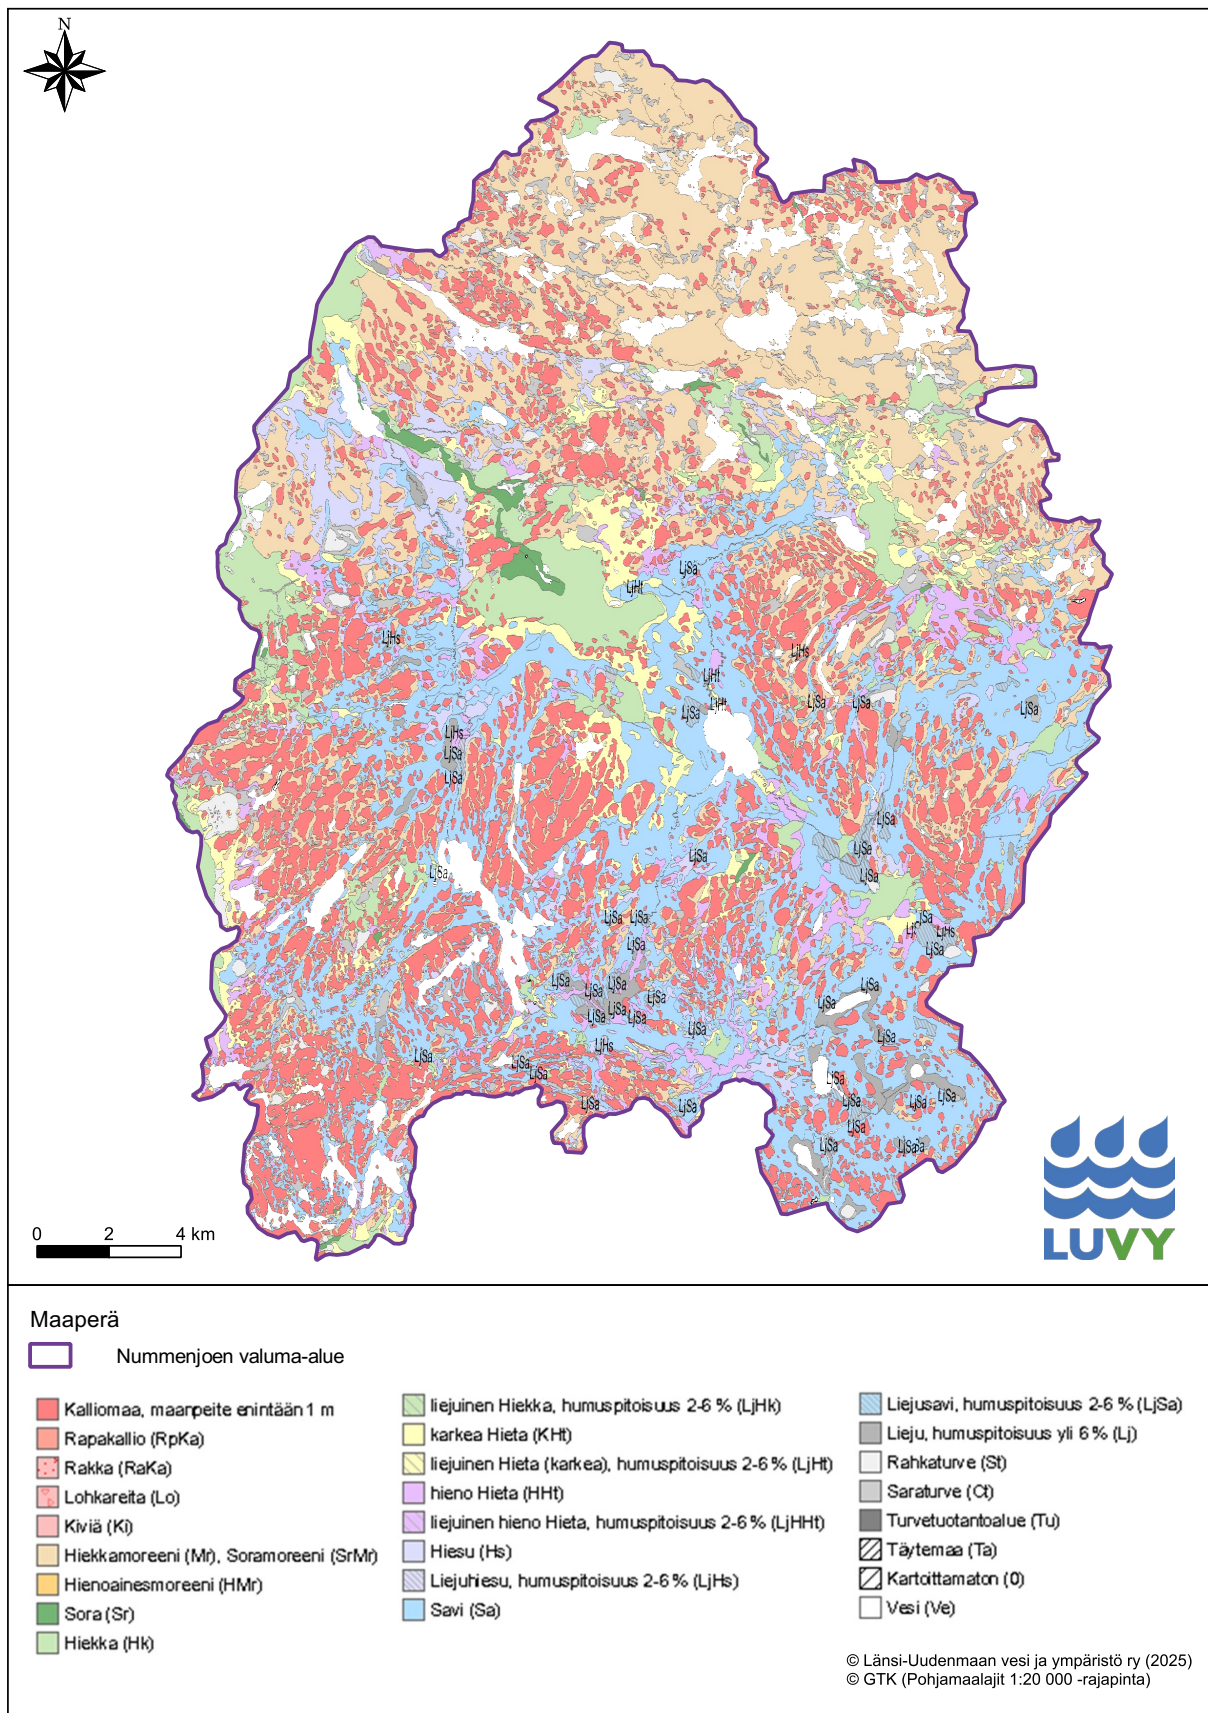 N
LjSa
LjHt
LjHs
LjHs
LjHt
LjSa
LjSa
LjSa
LjHt
LjSa
LjHs
LjSa
LjSa
LjSa
LjSa
LjSa
LjSa
LjSa
LjSa
LjSa
LjSa
LjHs
LjSa
LjSa
LjSa
LjSa
LjSa
LjSa
LjSa
LjSa
LjSa
LjSa
LjSa
LjSa
LjSa
LjHs
LjSa
LjSa
LjSa
LjSa
LjSa
LjSa
LjSa
LjSa
LjSa
LjSa
LjSa
LjSa
0 2 4 km
LUVY
Maaperä
Nummenjoen valuma-alue
Kalliomaa, maanpeite enintään 1 m
Rapakallio (RpKa)
Rakka (RaKa)
Lohkareita (Lo)
Kiviä (Ki)
Hiekkamoreeni (Mr), Soramoreeni (SrMr)
Hienoainesmoreeni (HMr)
Sora (Sr)
Hiekka (Hk)
liejuinen Hiekka, humuspitoisuus 2-6 % (LjHk)
karkea Hieta (KHt)
liejuinen Hieta (karkea), humuspitoisuus 2-6 % (LjHt)
hieno Hieta (HHt)
liejuinen hieno Hieta, humuspitoisuus 2-6 % (LjHHt)
Hiesu (Hs)
Liejuhiesu, humuspitoisuus 2-6 % (LjHs)
Savi (Sa)
Liejusavi, humuspitoisuus 2-6 % (LjSa)
Lieju, humuspitoisuus yli 6 % (Lj)
Rahkaturve (St)
Saraturve (Ct)
Turvetuotantoalue (Tu)
Täytemaa (Ta)
Kartoittamaton (0)
Vesi (Ve)
© Länsi-Uudenmaan vesi ja ympäristö ry (2025)
© GTK (Pohjamaalajit 1:20 000 -rajapinta)